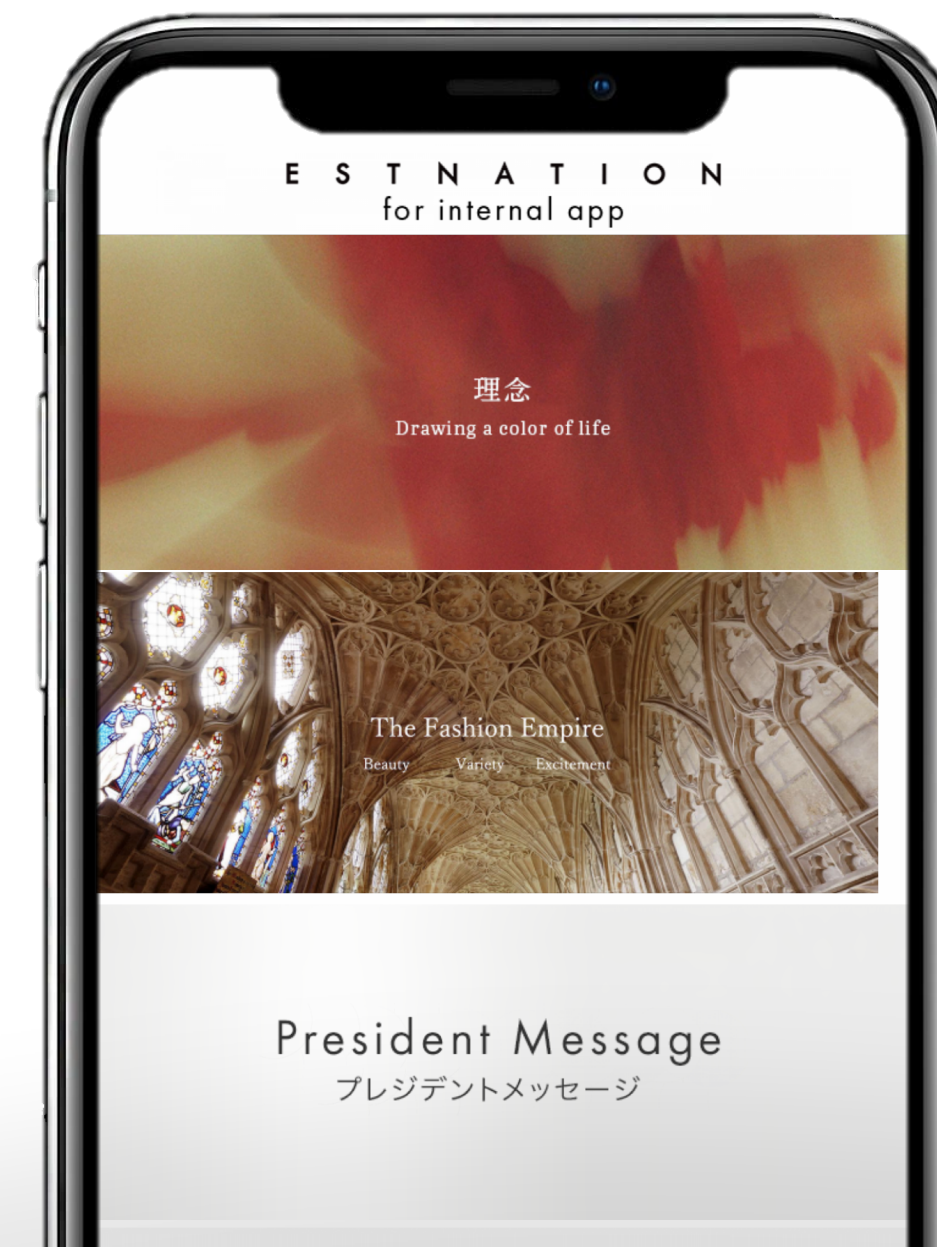 ESTNATION
for internal app
理念
Drawing a color of life
The Fashion Empire
Beauty Variety Excitement
President Message
プレジデントメッセージ